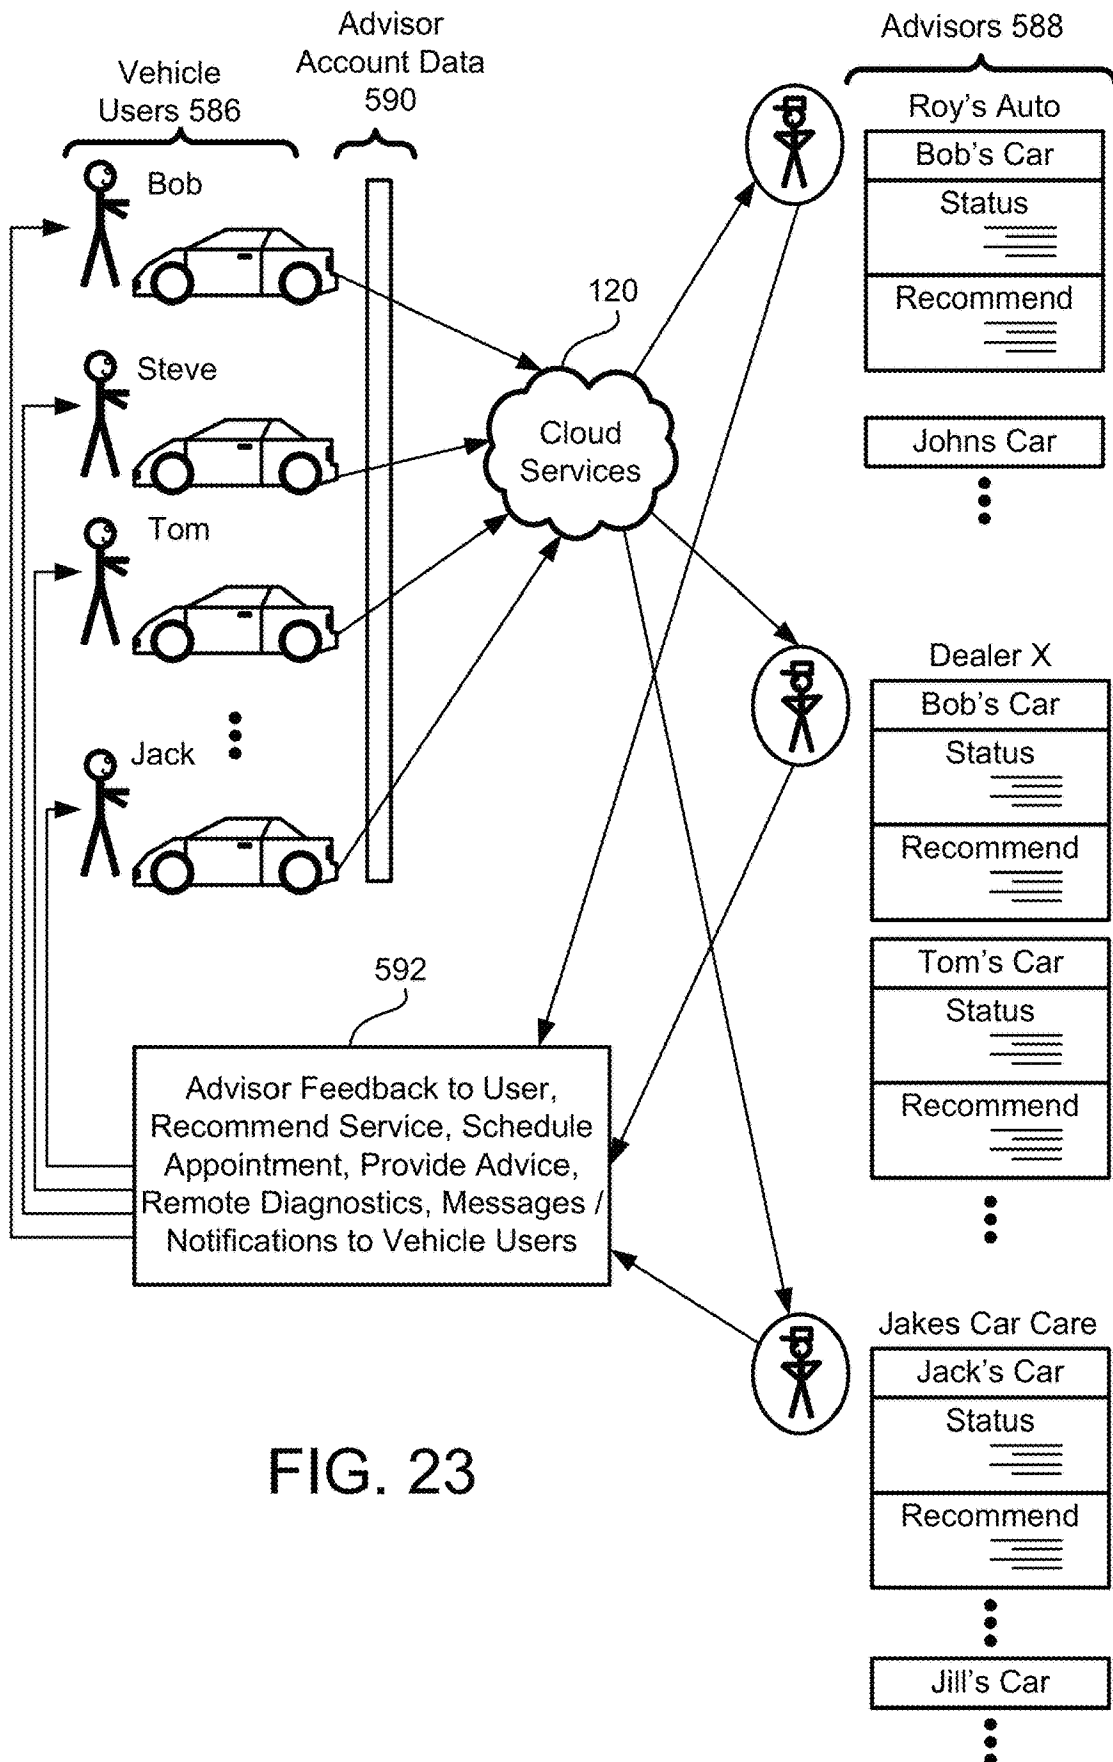 Vehicle
Users 586
Advisor
Account Data
590
Advisors 588
Bob
Steve
Tom
Jack
120
Cloud
Services
Roy's Auto
Bob's Car
Status
Recommend
Johns Car
Dealer X
Bob's Car
Status
Recommend
Tom's Car
Status
Recommend
592
Advisor Feedback to User,
Recommend Service, Schedule
Appointment, Provide Advice,
Remote Diagnostics, Messages /
Notifications to Vehicle Users
Jakes Car Care
Jack's Car
Status
Recommend
Jill's Car
FIG. 23